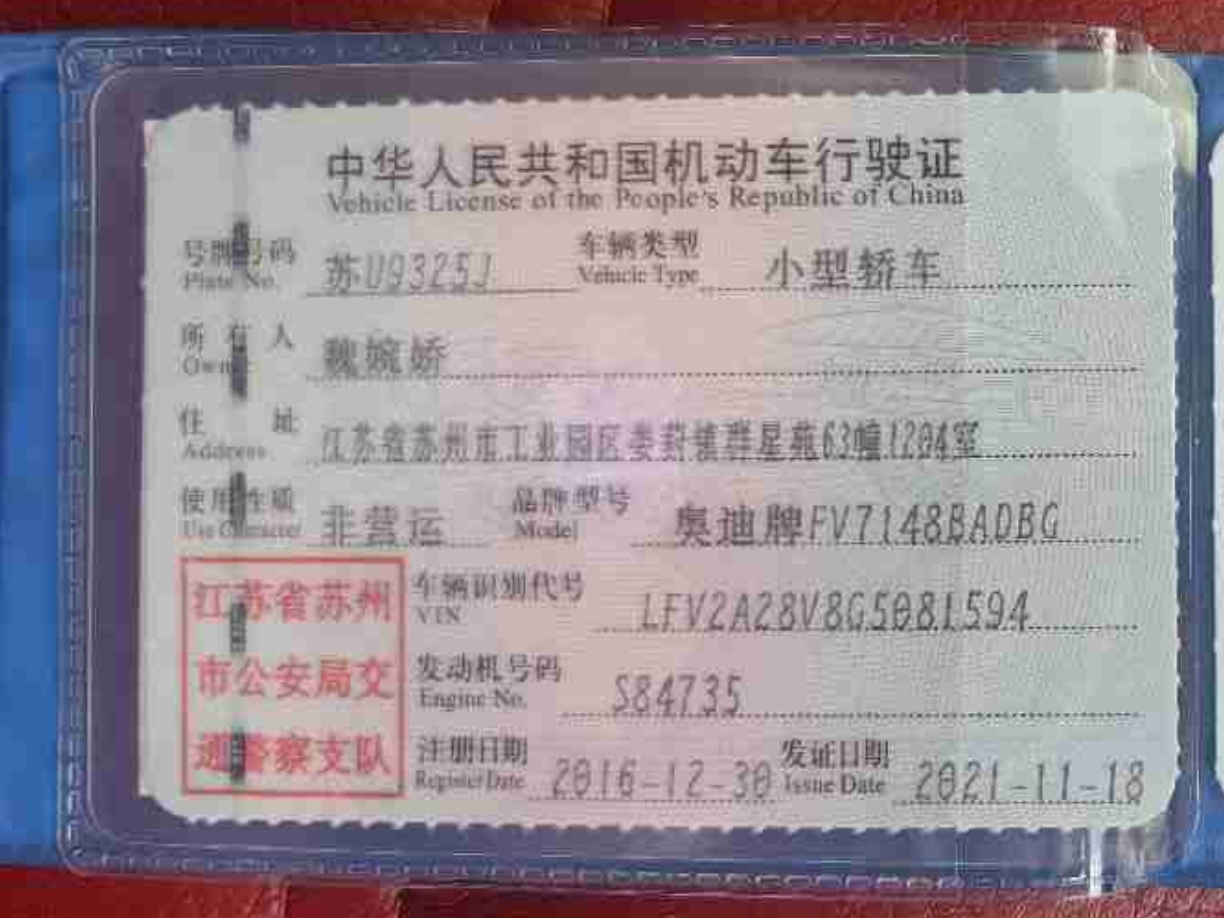 中华人民共和国机动车行驶证
Vehicle License of the People's Republic of China
号牌号码 苏U9325J 车辆类型 小型轿车
Plate No. Vehicle Type
所有人 魏婉娇
Owner
住址 江苏省苏州市工业园区娄葑镇群星苑63幢1204室
Address
使用性质 非营运 品牌型号 奥迪牌FV7148BADBG
Use Character Model
江苏省苏州
市公安局交
通警察支队
车辆识别代号 LFV2A28V8G5081594
VIN
发动机号码 S84735
Engine No.
注册日期 2016-12-30 发证日期 2021-11-18
Register Date Issue Date